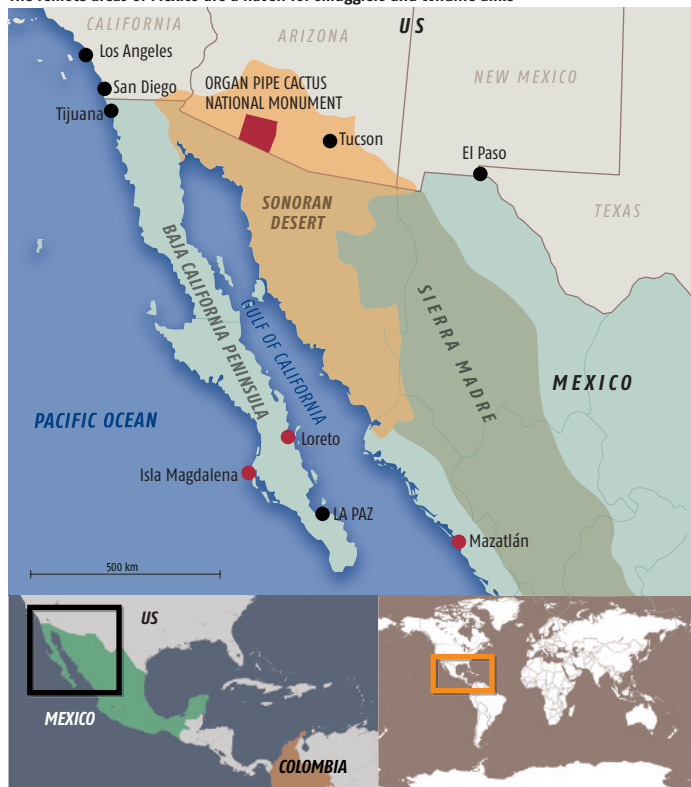 CALIFORNIA
ARIZONA
US
NEW MEXICO
TEXAS
Los Angeles
San Diego
Tijuana
ORGAN PIPE CACTUS
NATIONAL MONUMENT
Tucson
El Paso
SONORAN
DESERT
BAJA CALIFORNIA PENINSULA
GULF OF CALIFORNIA
SIERRA MADRE
MEXICO
PACIFIC OCEAN
Loreto
Isla Magdalena
LA PAZ
Mazatlán
500 km
US
MEXICO
COLOMBIA